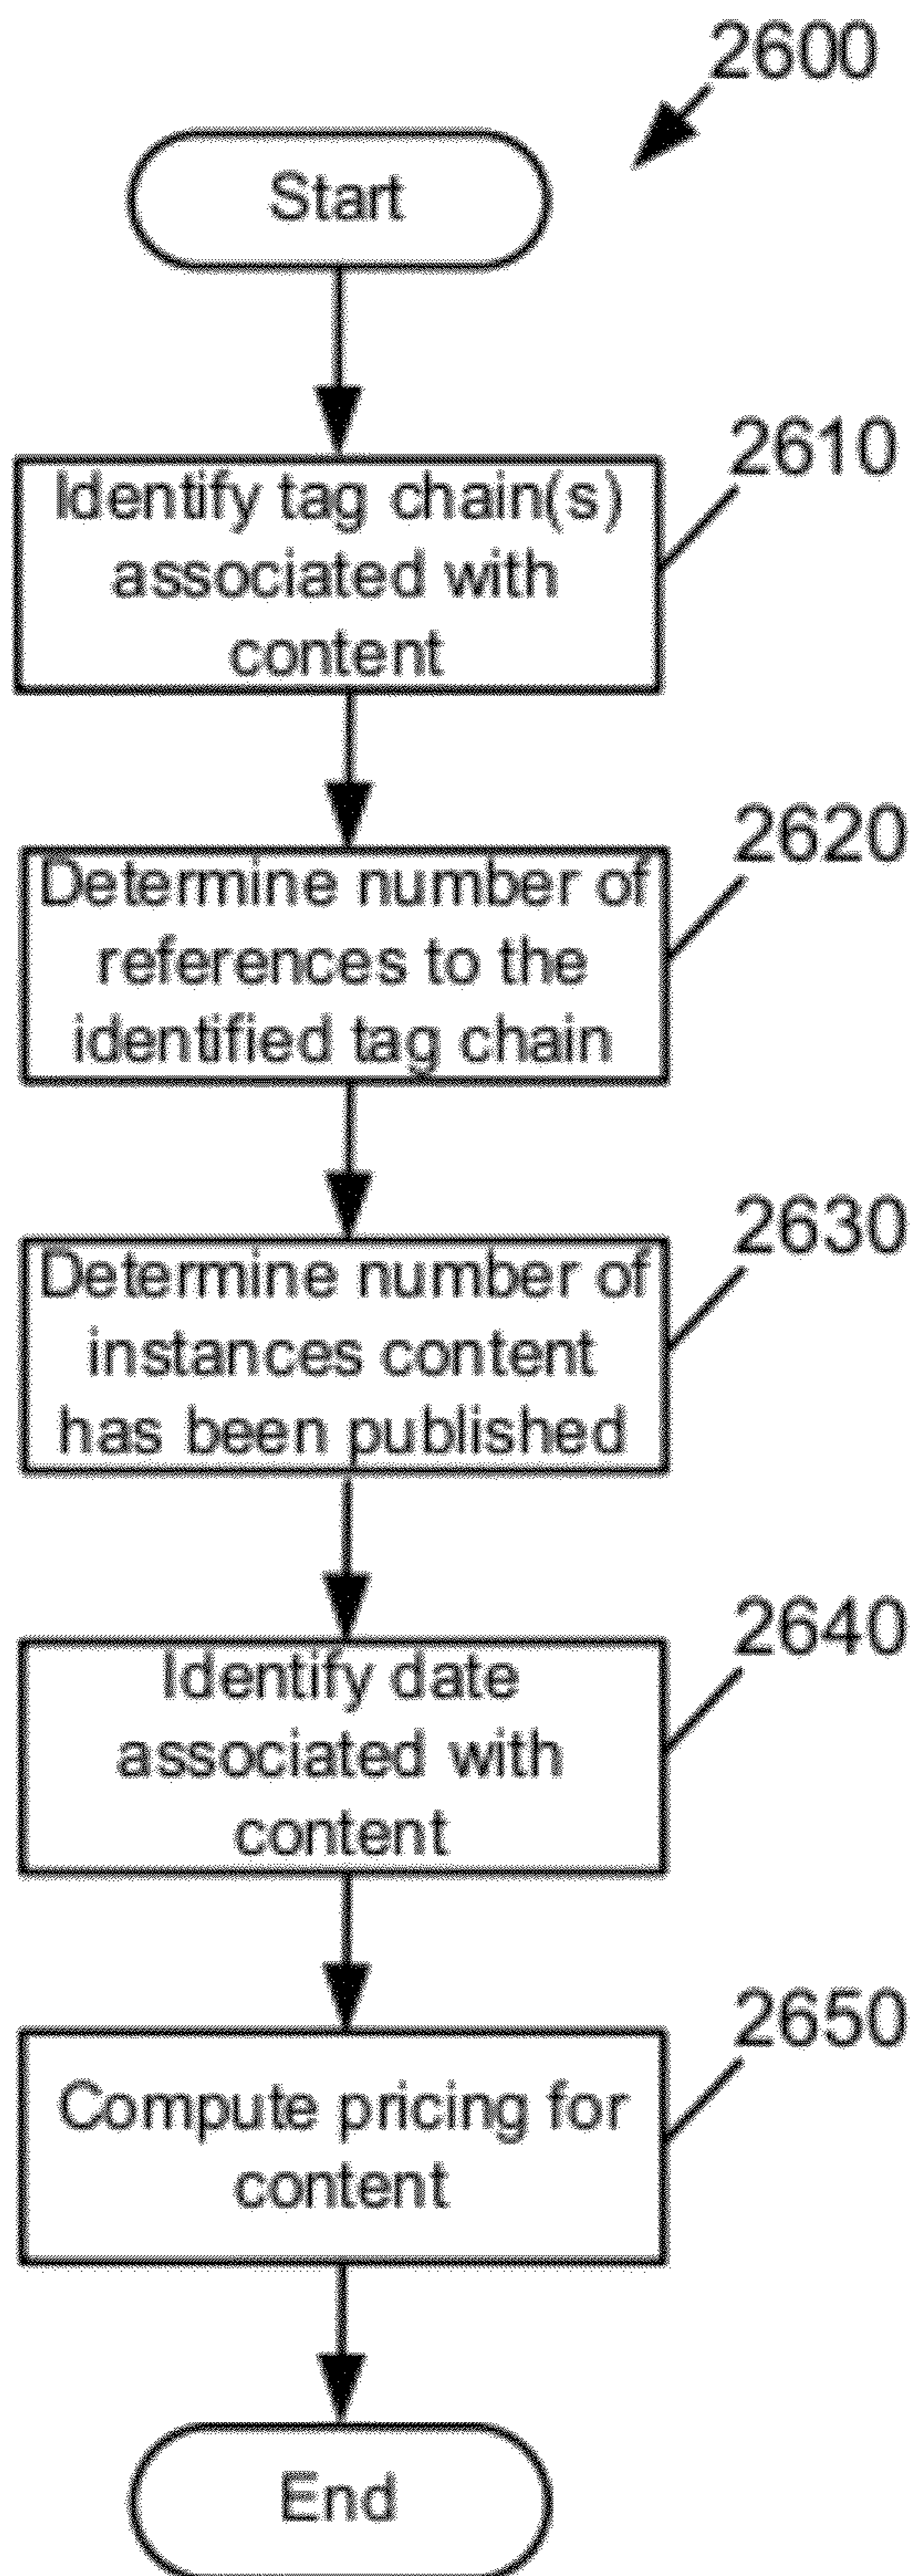 2600
Start
2610
Identify tag chain(s)
associated with
content
2620
Determine number of
references to the
identified tag chain
2630
Determine number of
instances content
has been published
2640
Identify date
associated with
content
2650
Compute pricing for
content
End